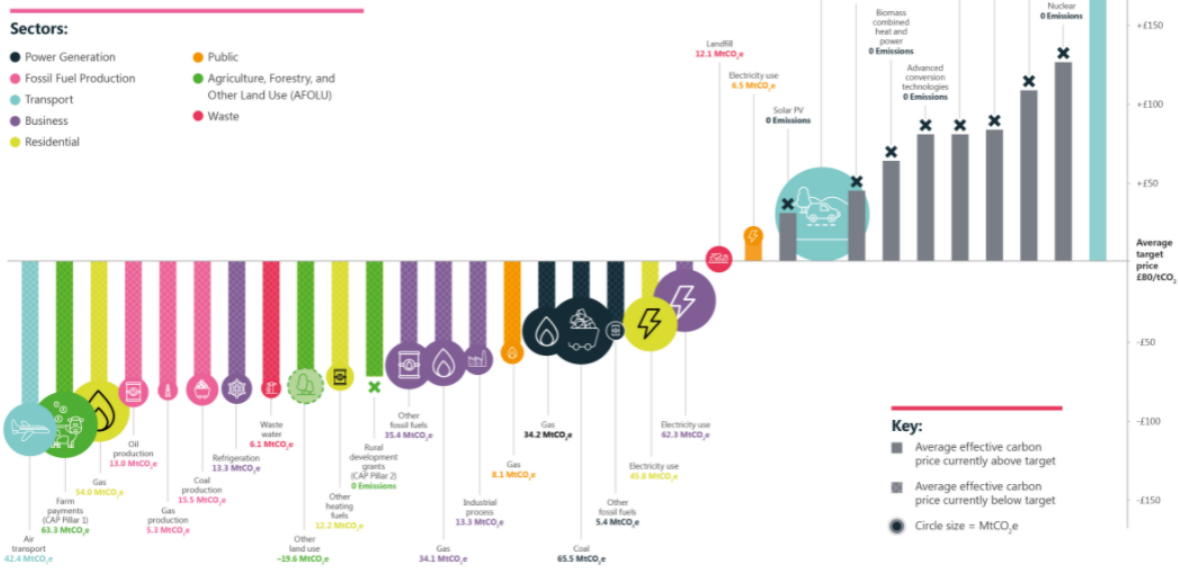 Sectors:
Power Generation
Fossil Fuel Production
Transport
Business
Residential
Public
Agriculture, Forestry, and
Other Land Use (AFOLU)
Waste
Landfill
12.1 MtCO₂e
Electricity use
6.5 MtCO₂e
Solar PV
0 Emissions
Biomass
combined
heat and
power
0 Emissions
Advanced
conversion
technologies
0 Emissions
Nuclear
0 Emissions
+£150
+£100
+£50
Average
target
price
£80/tCO₂
-£50
-£100
-£150
Air
transport
42.4 MtCO₂e
Farm
payments
(CAP Pillar 1)
63.3 MtCO₂e
Gas
54.0 MtCO₂e
Oil
production
13.0 MtCO₂e
Gas
production
5.3 MtCO₂e
Coal
production
15.5 MtCO₂e
Refrigeration
13.3 MtCO₂e
Waste
water
6.1 MtCO₂e
Other
land use
-19.6 MtCO₂e
Other
heating
fuels
12.2 MtCO₂e
Rural
development
grants
(CAP Pillar 2)
0 Emissions
Other
fossil fuels
35.4 MtCO₂e
Gas
34.1 MtCO₂e
Industrial
process
13.3 MtCO₂e
Gas
8.1 MtCO₂e
Gas
34.2 MtCO₂e
Coal
65.5 MtCO₂e
Other
fossil fuels
5.4 MtCO₂e
Electricity use
45.8 MtCO₂e
Electricity use
62.3 MtCO₂e
Key:
Average effective carbon
price currently above target
Average effective carbon
price currently below target
Circle size = MtCO₂e